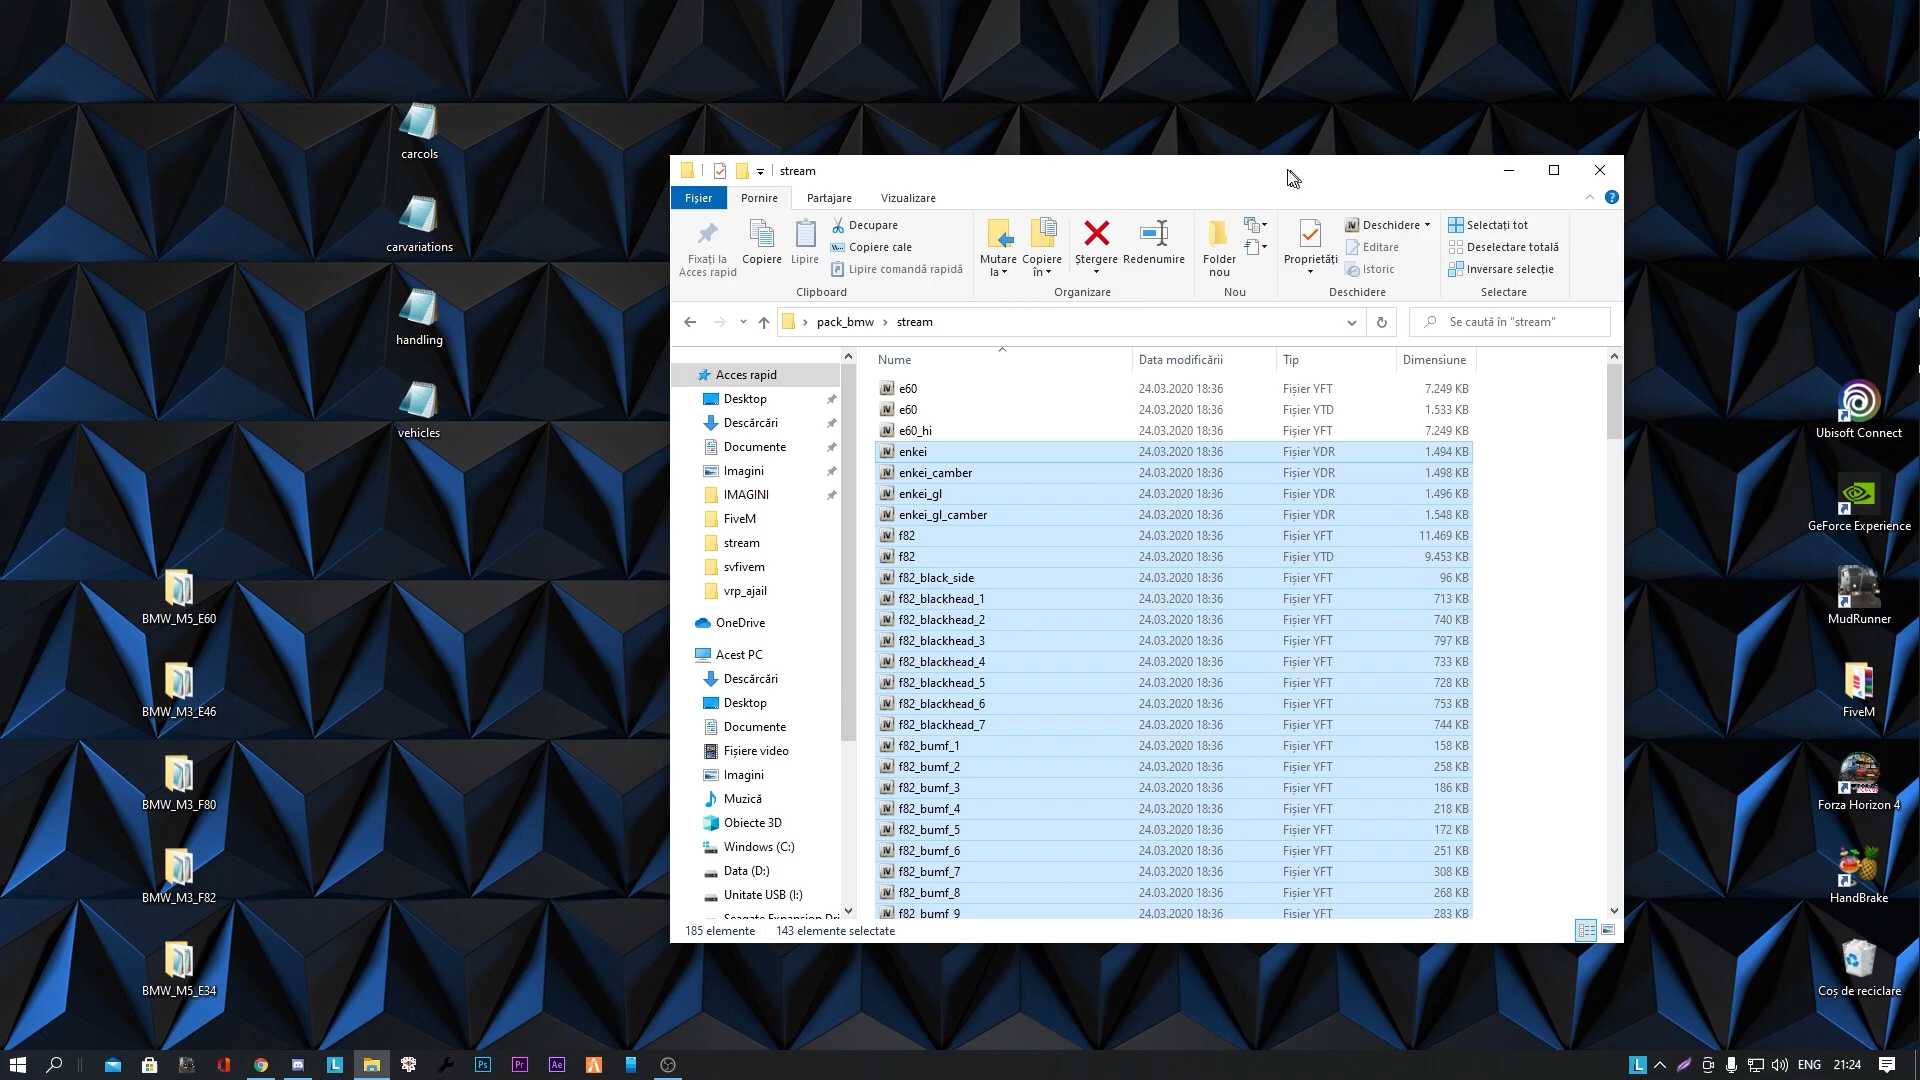 carcols
carvariations
handling
vehicles
BMW_M5_E60
BMW_M3_E46
BMW_M3_F80
BMW_M3_F82
BMW_M5_E34
stream
Fișier
Pornire
Partajare
Vizualizare
Fixați la
Acces rapid
Copiere
Lipire
Decupare
Copiere cale
Lipire comandă rapidă
Clipboard
Mutare
la
Copiere
în
Ștergere
Redenumire
Organizare
Folder
nou
Nou
Proprietăți
Deschidere
Editare
Istoric
Deschidere
Selectați tot
Deselectare totală
Inversare selecție
Selectare
pack_bmw
stream
Se caută în "stream"
Acces rapid
Desktop
Descărcări
Documente
Imagini
IMAGINI
FiveM
stream
svfivem
vrp_ajail
OneDrive
Acest PC
Descărcări
Desktop
Documente
Fișiere video
Imagini
Muzică
Obiecte 3D
Windows (C:)
Data (D:)
Unitate USB (I:)
Seagate Expansion Dri
Nume Data modificării Tip Dimensiune
e60 24.03.2020 18:36 Fișier YFT 7.249 KB
e60 24.03.2020 18:36 Fișier YTD 1.533 KB
e60_hi 24.03.2020 18:36 Fișier YFT 7.249 KB
enkei 24.03.2020 18:36 Fișier YDR 1.494 KB
enkei_camber 24.03.2020 18:36 Fișier YDR 1.498 KB
enkei_gl 24.03.2020 18:36 Fișier YDR 1.496 KB
enkei_gl_camber 24.03.2020 18:36 Fișier YDR 1.548 KB
f82 24.03.2020 18:36 Fișier YFT 11.469 KB
f82 24.03.2020 18:36 Fișier YTD 9.453 KB
f82_black_side 24.03.2020 18:36 Fișier YFT 96 KB
f82_blackhead_1 24.03.2020 18:36 Fișier YFT 713 KB
f82_blackhead_2 24.03.2020 18:36 Fișier YFT 740 KB
f82_blackhead_3 24.03.2020 18:36 Fișier YFT 797 KB
f82_blackhead_4 24.03.2020 18:36 Fișier YFT 733 KB
f82_blackhead_5 24.03.2020 18:36 Fișier YFT 728 KB
f82_blackhead_6 24.03.2020 18:36 Fișier YFT 753 KB
f82_blackhead_7 24.03.2020 18:36 Fișier YFT 744 KB
f82_bumf_1 24.03.2020 18:36 Fișier YFT 158 KB
f82_bumf_2 24.03.2020 18:36 Fișier YFT 258 KB
f82_bumf_3 24.03.2020 18:36 Fișier YFT 186 KB
f82_bumf_4 24.03.2020 18:36 Fișier YFT 218 KB
f82_bumf_5 24.03.2020 18:36 Fișier YFT 172 KB
f82_bumf_6 24.03.2020 18:36 Fișier YFT 251 KB
f82_bumf_7 24.03.2020 18:36 Fișier YFT 308 KB
f82_bumf_8 24.03.2020 18:36 Fișier YFT 268 KB
f82_bumf_9 24.03.2020 18:36 Fișier YFT 283 KB
185 elemente 143 elemente selectate
Ubisoft Connect
GeForce Experience
MudRunner
FiveM
Forza Horizon 4
HandBrake
Coș de reciclare
L
Ps
Pr
Ae
L
ENG
21:24